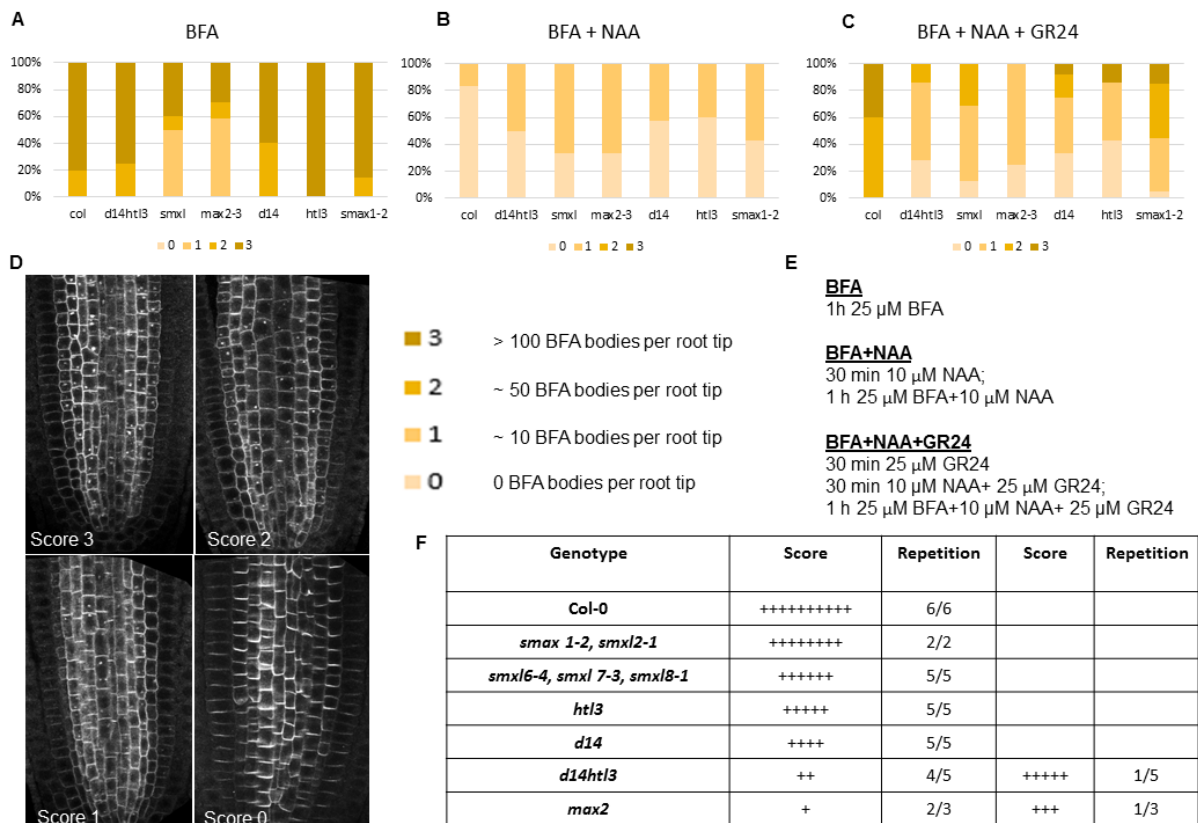 A
BFA
100%
80%
60%
40%
20%
0%
col d14htl3 smxl max2-3 d14 htl3 smax1-2
0 1 2 3
B
BFA + NAA
100%
80%
60%
40%
20%
0%
col d14htl3 smxl max2-3 d14 htl3 smax1-2
0 1 2 3
C
BFA + NAA + GR24
100%
80%
60%
40%
20%
0%
col d14htl3 smxl max2-3 d14 htl3 smax1-2
0 1 2 3
D
Score 3
Score 2
Score 1
Score 0
3 > 100 BFA bodies per root tip
2 ~ 50 BFA bodies per root tip
1 ~ 10 BFA bodies per root tip
0 0 BFA bodies per root tip
E
BFA
1h 25 µM BFA
BFA+NAA
30 min 10 µM NAA;
1 h 25 µM BFA+10 µM NAA
BFA+NAA+GR24
30 min 25 µM GR24
30 min 10 µM NAA+ 25 µM GR24;
1 h 25 µM BFA+10 µM NAA+ 25 µM GR24
F
Genotype Score Repetition Score Repetition
Col-0 ++++++++++ 6/6
smax 1-2, smxl2-1 ++++++++ 2/2
smxl6-4, smxl 7-3, smxl8-1 ++++++ 5/5
htl3 +++++ 5/5
d14 ++++ 5/5
d14htl3 ++ 4/5 +++++ 1/5
max2 + 2/3 +++ 1/3